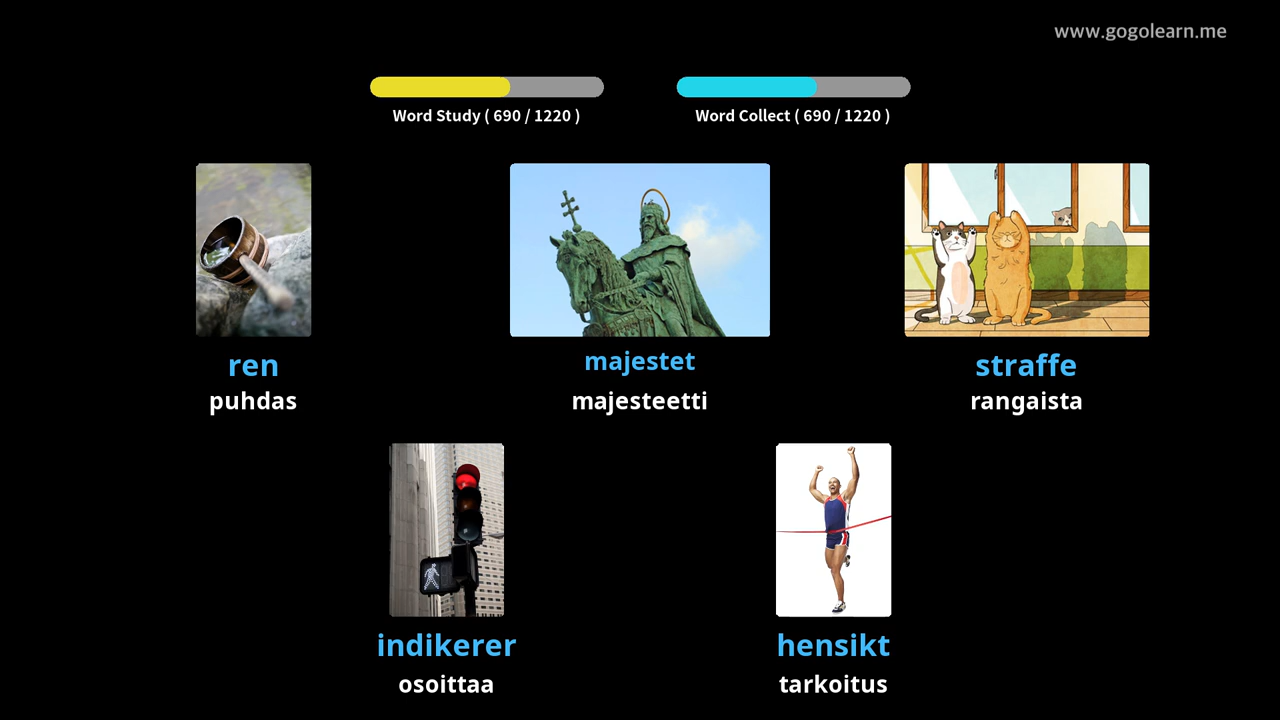 www.gogolearn.me
Word Study ( 690 / 1220 )
Word Collect ( 690 / 1220 )
ren
puhdas
majestet
majesteetti
straffe
rangaista
indikerer
osoittaa
hensikt
tarkoitus